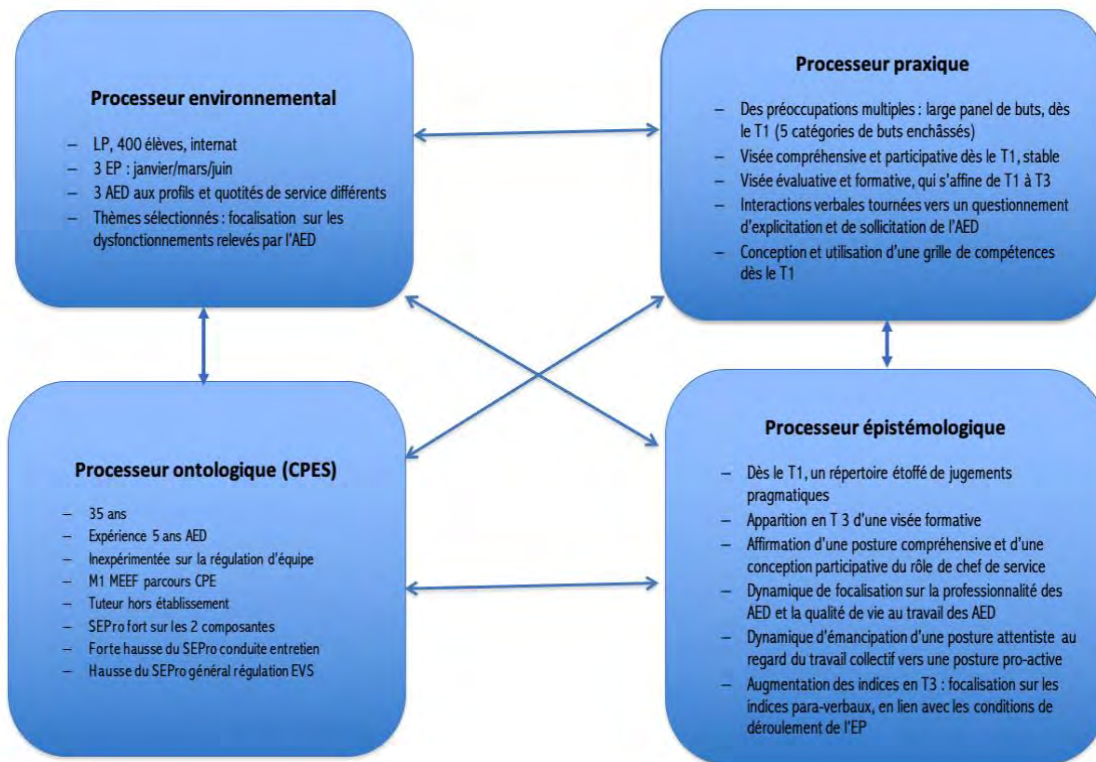 Processeur environnemental
– LP, 400 élèves, internat
– 3 EP : janvier/mars/juin
– 3 AED aux profils et quotités de service différents
– Thèmes sélectionnés : focalisation sur les
dysfonctionnements relevés par l'AED
Processeur praxique
– Des préoccupations multiples : large panel de buts, dès
le T1 (5 catégories de buts enchâssés)
– Visée compréhensive et participative dès le T1, stable
– Visée évaluative et formative, qui s'affine de T1 à T3
– Interactions verbales tournées vers un questionnement
d'explicitation et de sollicitation de l'AED
– Conception et utilisation d'une grille de compétences
dès le T1
Processeur ontologique (CPES)
– 35 ans
– Expérience 5 ans AED
– Inexpérimentée sur la régulation d'équipe
– M1 MEEF parcours CPE
– Tuteur hors établissement
– SEPro fort sur les 2 composantes
– Forte hausse du SEPro conduite entretien
– Hausse du SEPro général régulation EVS
Processeur épistémologique
– Dès le T1, un répertoire étoffé de jugements
pragmatiques
– Apparition en T 3 d'une visée formative
– Affirmation d'une posture compréhensive et d'une
conception participative du rôle de chef de service
– Dynamique de focalisation sur la professionnalité des
AED et la qualité de vie au travail des AED
– Dynamique d'émancipation d'une posture attentiste au
regard du travail collectif vers une posture pro-active
– Augmentation des indices en T3 : focalisation sur les
indices para-verbaux, en lien avec les conditions de
déroulement de l'EP